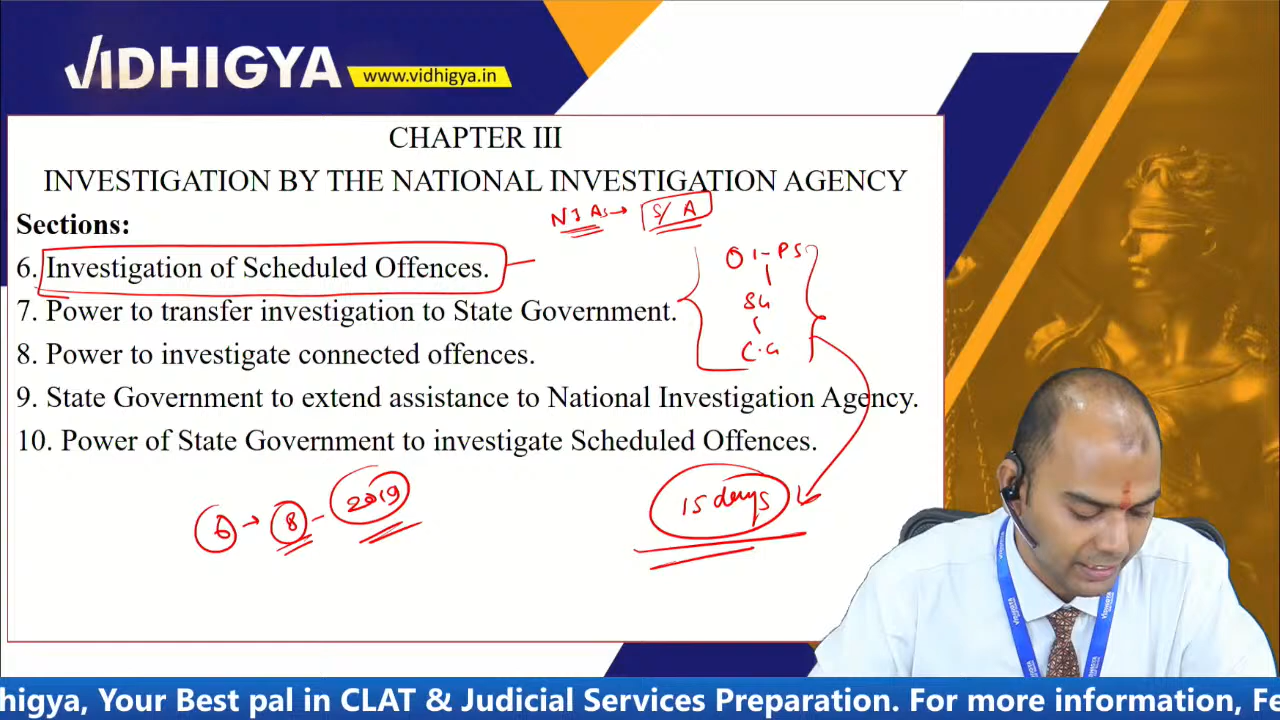 VIDHIGYA
www.vidhigya.in
CHAPTER III
INVESTIGATION BY THE NATIONAL INVESTIGATION AGENCY
Sections:
NIA
S/A
6. Investigation of Scheduled Offences.
OI-PS
SG
C.G
7. Power to transfer investigation to State Government.
8. Power to investigate connected offences.
9. State Government to extend assistance to National Investigation Agency.
10. Power of State Government to investigate Scheduled Offences.
6 → 8 - 2019
15 days
higya, Your Best pal in CLAT & Judicial Services Preparation. For more information, Fe